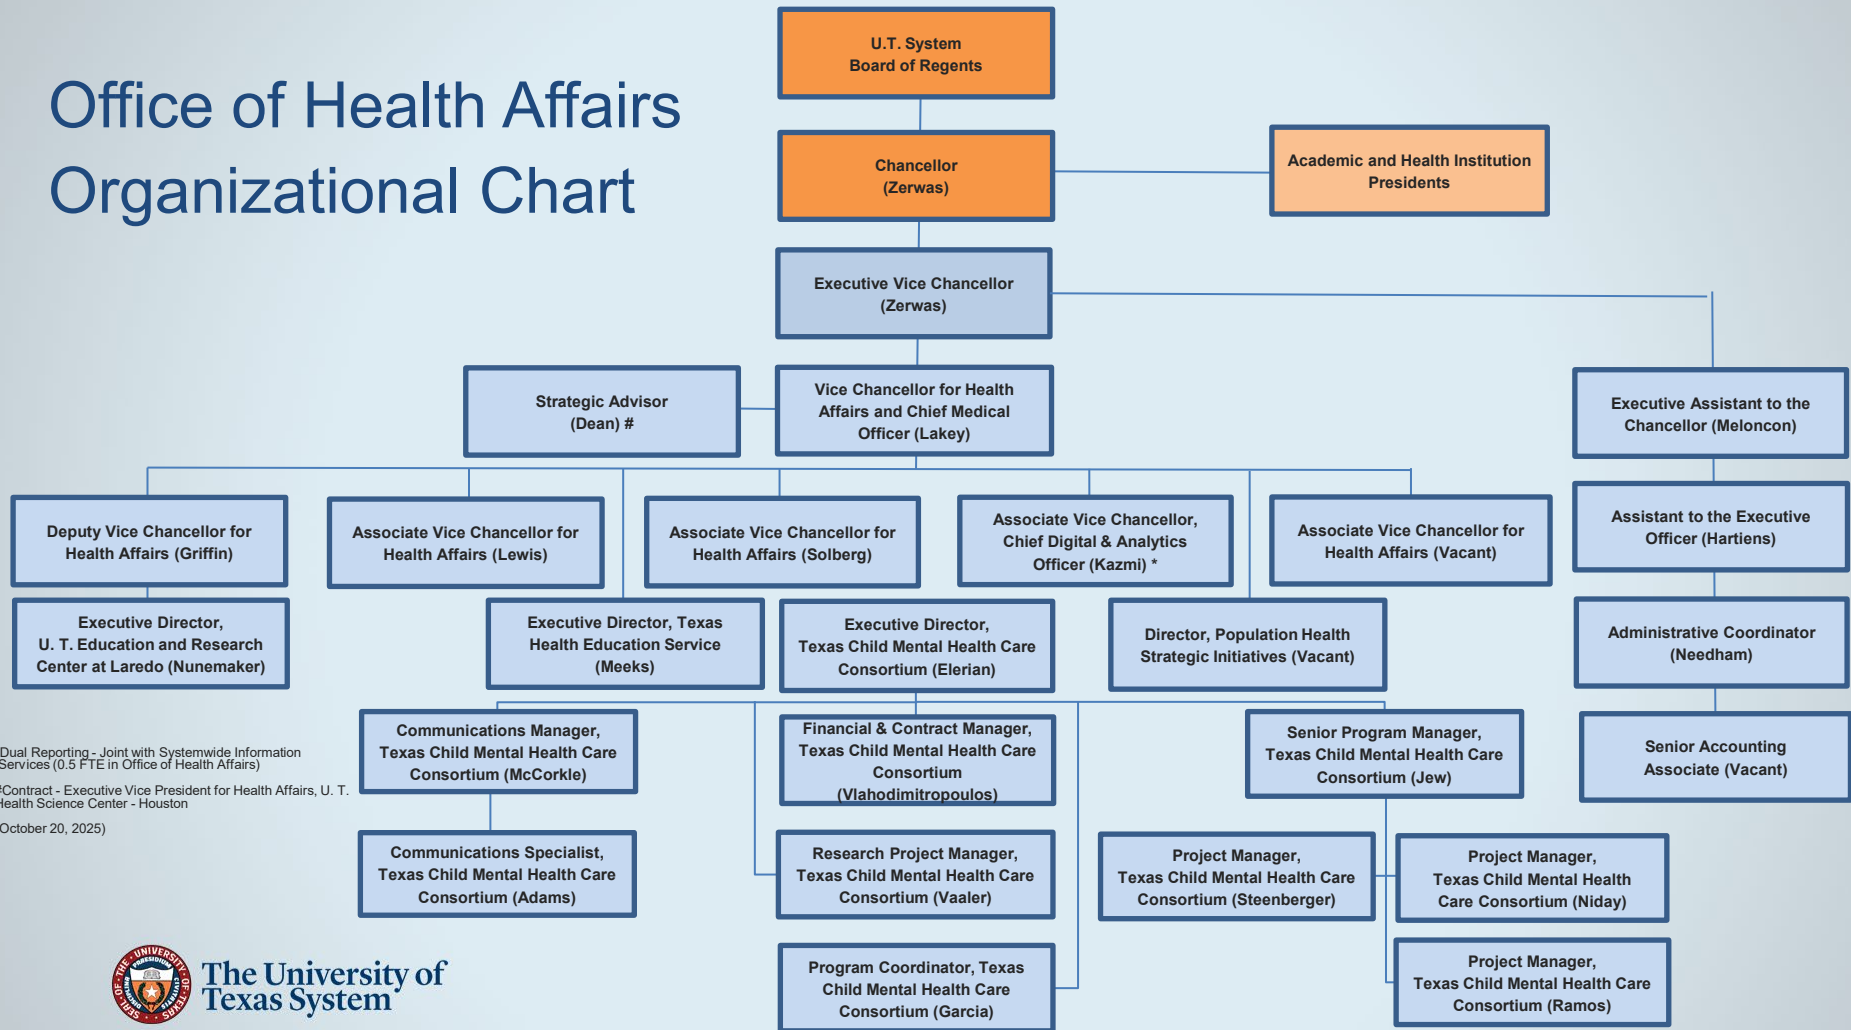 Office of Health Affairs
Organizational Chart
U.T. System
Board of Regents
Chancellor
(Zerwas)
Academic and Health Institution
Presidents
Executive Vice Chancellor
(Zerwas)
Strategic Advisor
(Dean) #
Vice Chancellor for Health
Affairs and Chief Medical
Officer (Lakey)
Executive Assistant to the
Chancellor (Meloncon)
Deputy Vice Chancellor for
Health Affairs (Griffin)
Associate Vice Chancellor for
Health Affairs (Lewis)
Associate Vice Chancellor for
Health Affairs (Solberg)
Associate Vice Chancellor,
Chief Digital & Analytics
Officer (Kazmi) *
Associate Vice Chancellor for
Health Affairs (Vacant)
Assistant to the Executive
Officer (Hartiens)
Executive Director,
U. T. Education and Research
Center at Laredo (Nunemaker)
Executive Director, Texas
Health Education Service
(Meeks)
Executive Director,
Texas Child Mental Health Care
Consortium (Elerian)
Director, Population Health
Strategic Initiatives (Vacant)
Administrative Coordinator
(Needham)
Communications Manager,
Texas Child Mental Health Care
Consortium (McCorkle)
Financial & Contract Manager,
Texas Child Mental Health Care
Consortium
(Vlahodimitropoulos)
Senior Program Manager,
Texas Child Mental Health Care
Consortium (Jew)
Senior Accounting
Associate (Vacant)
Dual Reporting - Joint with Systemwide Information
Services (0.5 FTE in Office of Health Affairs)
#Contract - Executive Vice President for Health Affairs, U. T.
Health Science Center - Houston
October 20, 2025)
Communications Specialist,
Texas Child Mental Health Care
Consortium (Adams)
Research Project Manager,
Texas Child Mental Health Care
Consortium (Vaaler)
Project Manager,
Texas Child Mental Health Care
Consortium (Steenberger)
Project Manager,
Texas Child Mental Health
Care Consortium (Niday)
Program Coordinator, Texas
Child Mental Health Care
Consortium (Garcia)
Project Manager,
Texas Child Mental Health Care
Consortium (Ramos)
The University of
Texas System